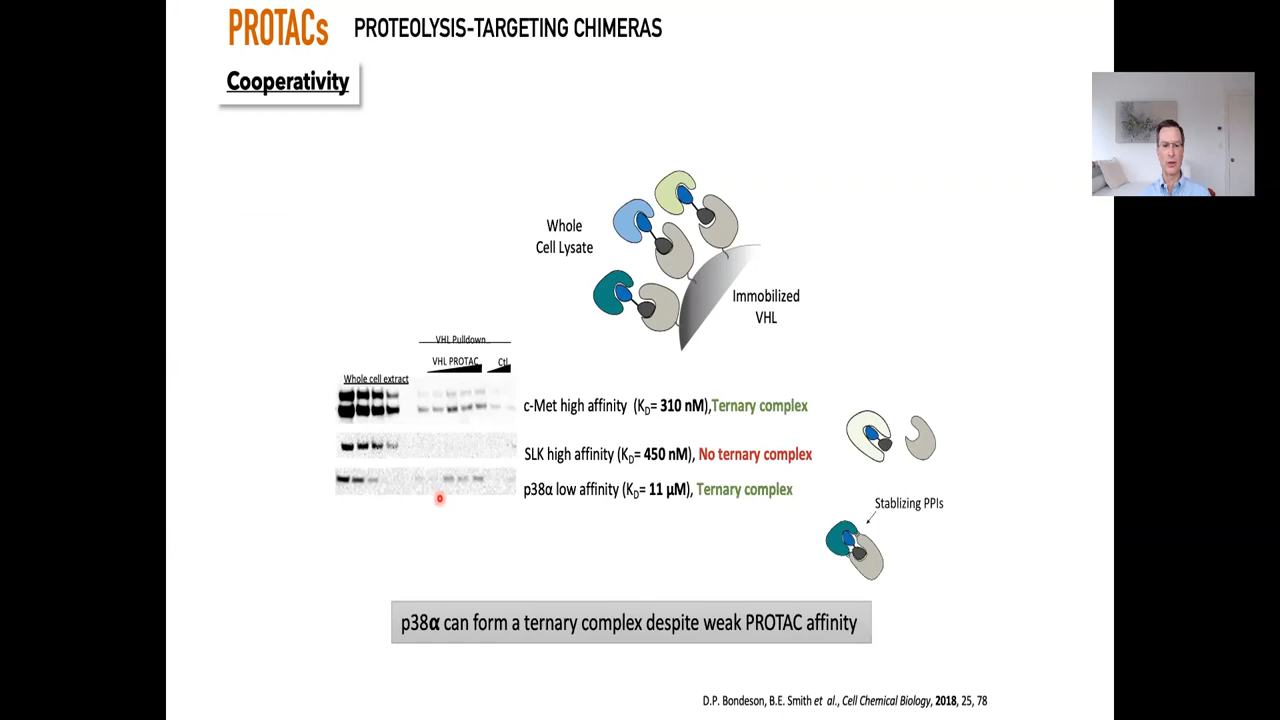 PROTACs PROTEOLYSIS-TARGETING CHIMERAS
Cooperativity
Whole
Cell Lysate
Immobilized
VHL
VHL Pulldown
VHL PROTAC Ctl
Whole cell extract
c-Met high affinity (KD= 310 nM),Ternary complex
SLK high affinity (KD= 450 nM), No ternary complex
p38α low affinity (KD= 11 µM), Ternary complex
Stablizing PPIs
p38α can form a ternary complex despite weak PROTAC affinity
D.P. Bondeson, B.E. Smith et al., Cell Chemical Biology, 2018, 25, 78